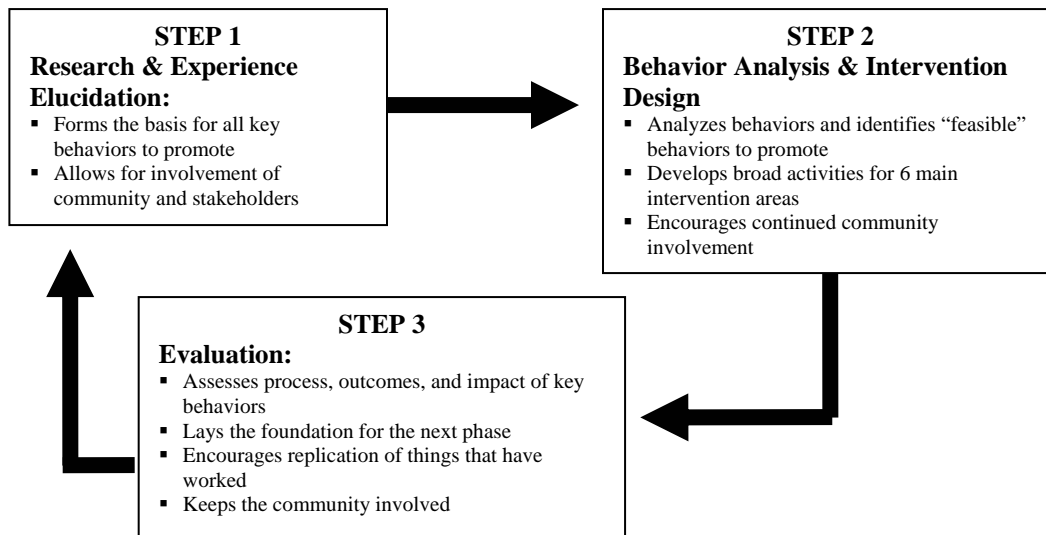 STEP 1
Research & Experience
Elucidation:
▪ Forms the basis for all key
behaviors to promote
▪ Allows for involvement of
community and stakeholders
STEP 2
Behavior Analysis & Intervention
Design
▪ Analyzes behaviors and identifies “feasible”
behaviors to promote
▪ Develops broad activities for 6 main
intervention areas
▪ Encourages continued community
involvement
STEP 3
Evaluation:
▪ Assesses process, outcomes, and impact of key
behaviors
▪ Lays the foundation for the next phase
▪ Encourages replication of things that have
worked
▪ Keeps the community involved